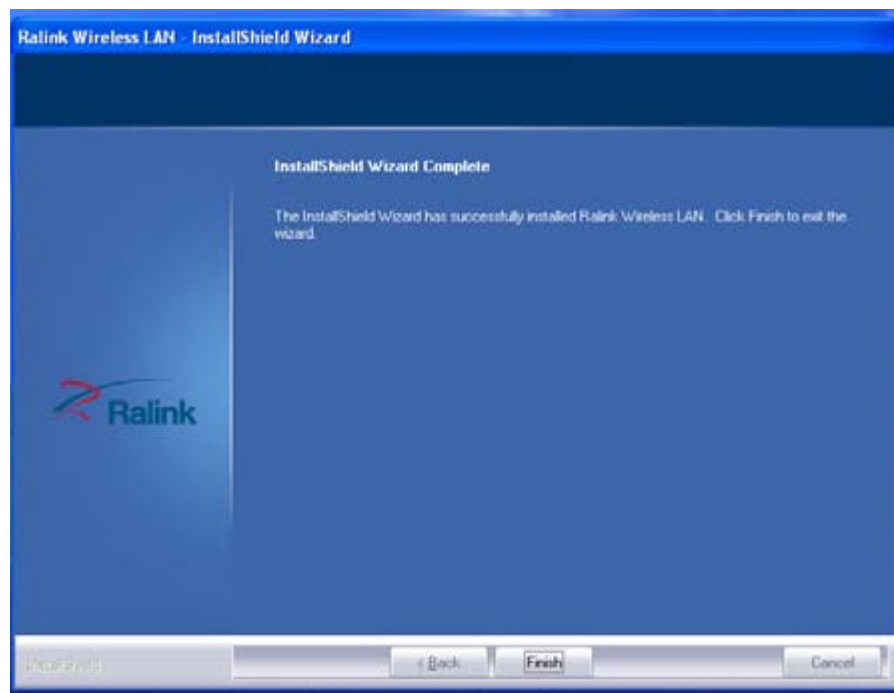 Ralink Wireless LAN - InstallShield Wizard
InstallShield Wizard Complete
The InstallShield Wizard has successfully installed Ralink Wireless LAN. Click Finish to exit the
wizard.
Ralink
InstallShield
< Back
Finish
Cancel